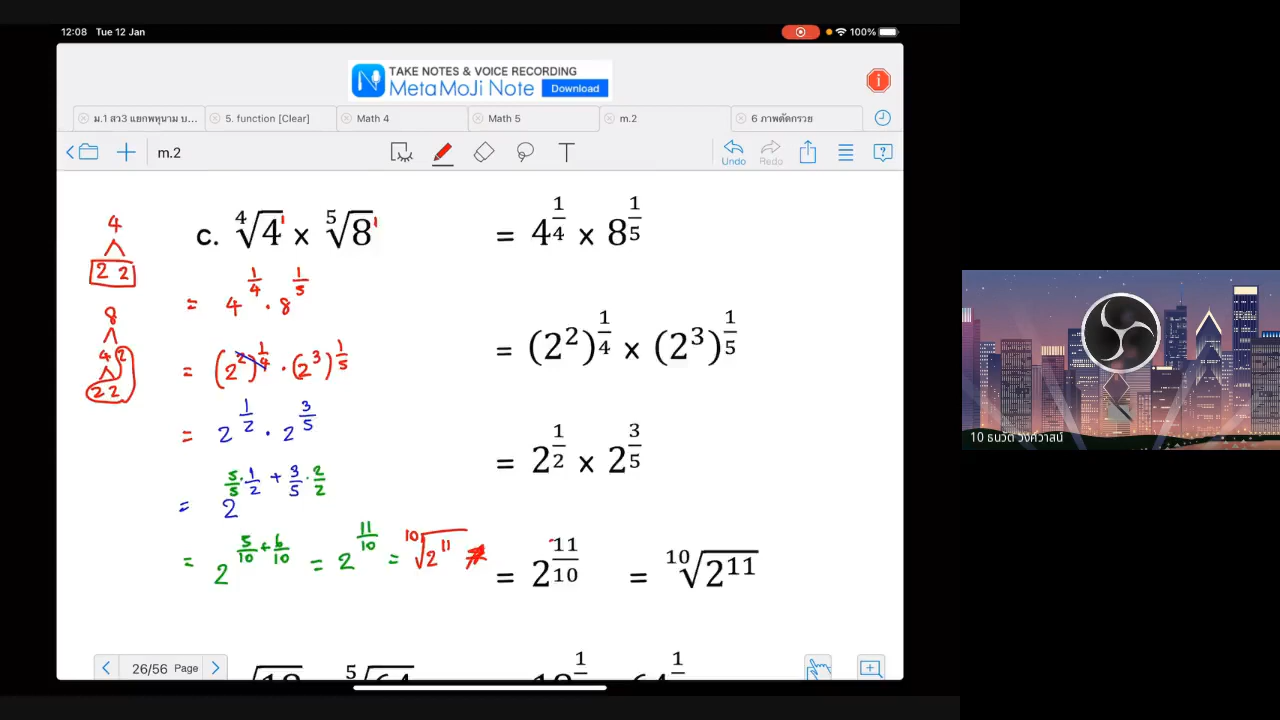 12:08 Tue 12 Jan
100%
TAKE NOTES & VOICE RECORDING
MetaMoJi Note Download
ม.1 สว3 แยกพหุนาม บ...
5. function [Clear]
Math 4
Math 5
m.2
6 ภาพตัดกรวย
m.2
Undo
Redo
4
2 2
8
4 2
2 2
c. ∜4¹ x ⁵√8¹
= 4^(1/4) · 8^(1/5)
= (2²)^(1/4) · (2³)^(1/5)
= 2^(1/2) · 2^(3/5)
= 2^(5/5 · 1/2 + 3/5 · 2/2)
= 2^(5/10 + 6/10) = 2^(11/10) = ¹⁰√2¹¹
= 4^(1/4) x 8^(1/5)
= (2²)^(1/4) x (2³)^(1/5)
= 2^(1/2) x 2^(3/5)
= 2^(11/10) = ¹⁰√2¹¹
26/56 Page
10 ธนวัต วงศ์วาสน์